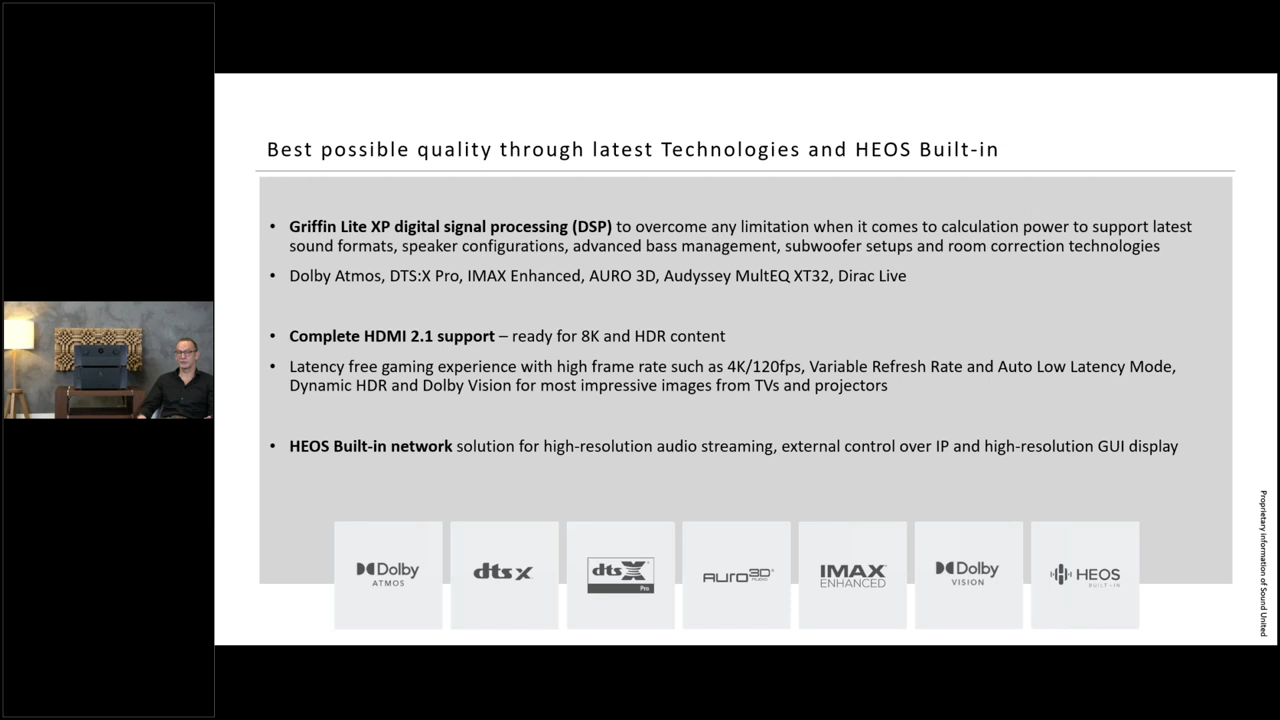 Best possible quality through latest Technologies and HEOS Built-in
• Griffin Lite XP digital signal processing (DSP) to overcome any limitation when it comes to calculation power to support latest
sound formats, speaker configurations, advanced bass management, subwoofer setups and room correction technologies
• Dolby Atmos, DTS:X Pro, IMAX Enhanced, AURO 3D, Audyssey MultEQ XT32, Dirac Live
• Complete HDMI 2.1 support – ready for 8K and HDR content
• Latency free gaming experience with high frame rate such as 4K/120fps, Variable Refresh Rate and Auto Low Latency Mode,
Dynamic HDR and Dolby Vision for most impressive images from TVs and projectors
• HEOS Built-in network solution for high-resolution audio streaming, external control over IP and high-resolution GUI display
Dolby
ATMOS
dts x
dts X
Pro
AURO 3D
AUDIO
IMAX
ENHANCED
Dolby
VISION
HEOS
BUILT-IN
Proprietary information of Sound United